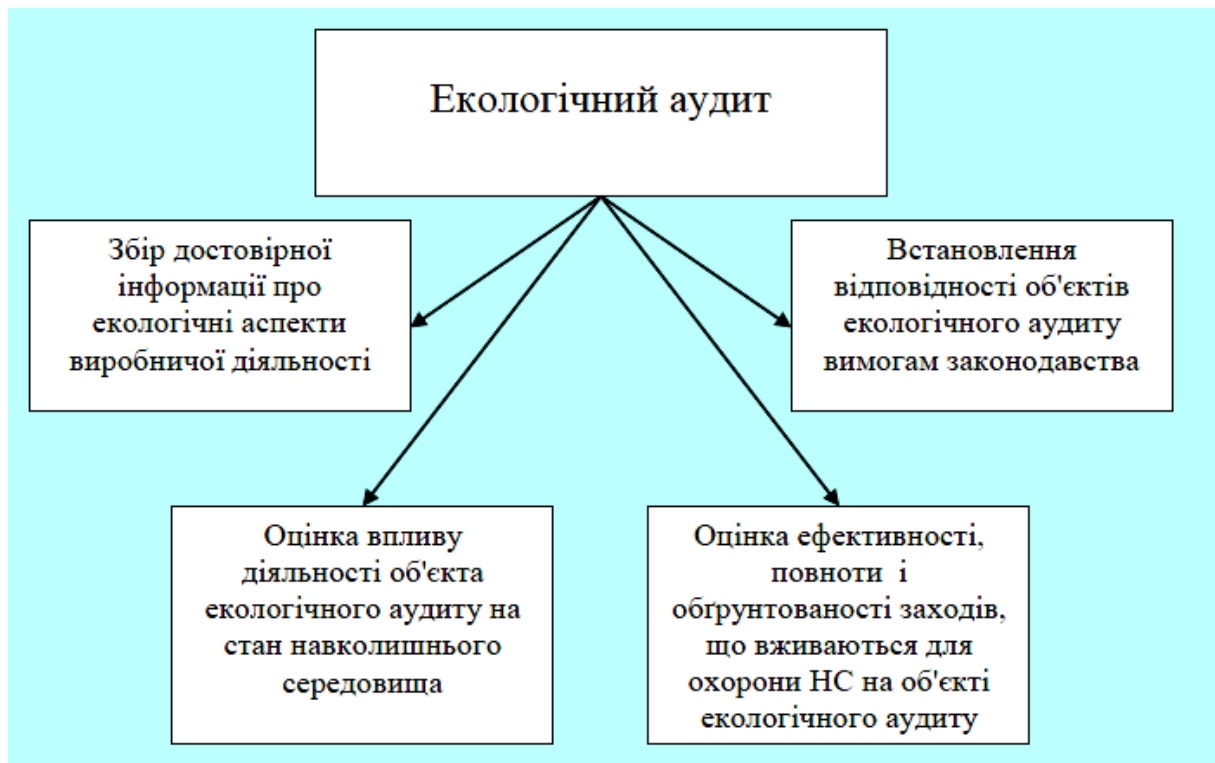 Екологічний аудит
Збір достовірної
інформації про
екологічні аспекти
виробничої діяльності
Встановлення
відповідності об'єктів
екологічного аудиту
вимогам законодавства
Оцінка впливу
діяльності об'єкта
екологічного аудиту на
стан навколишнього
середовища
Оцінка ефективності,
повноти і
обґрунтованості заходів,
що вживаються для
охорони НС на об'єкті
екологічного аудиту